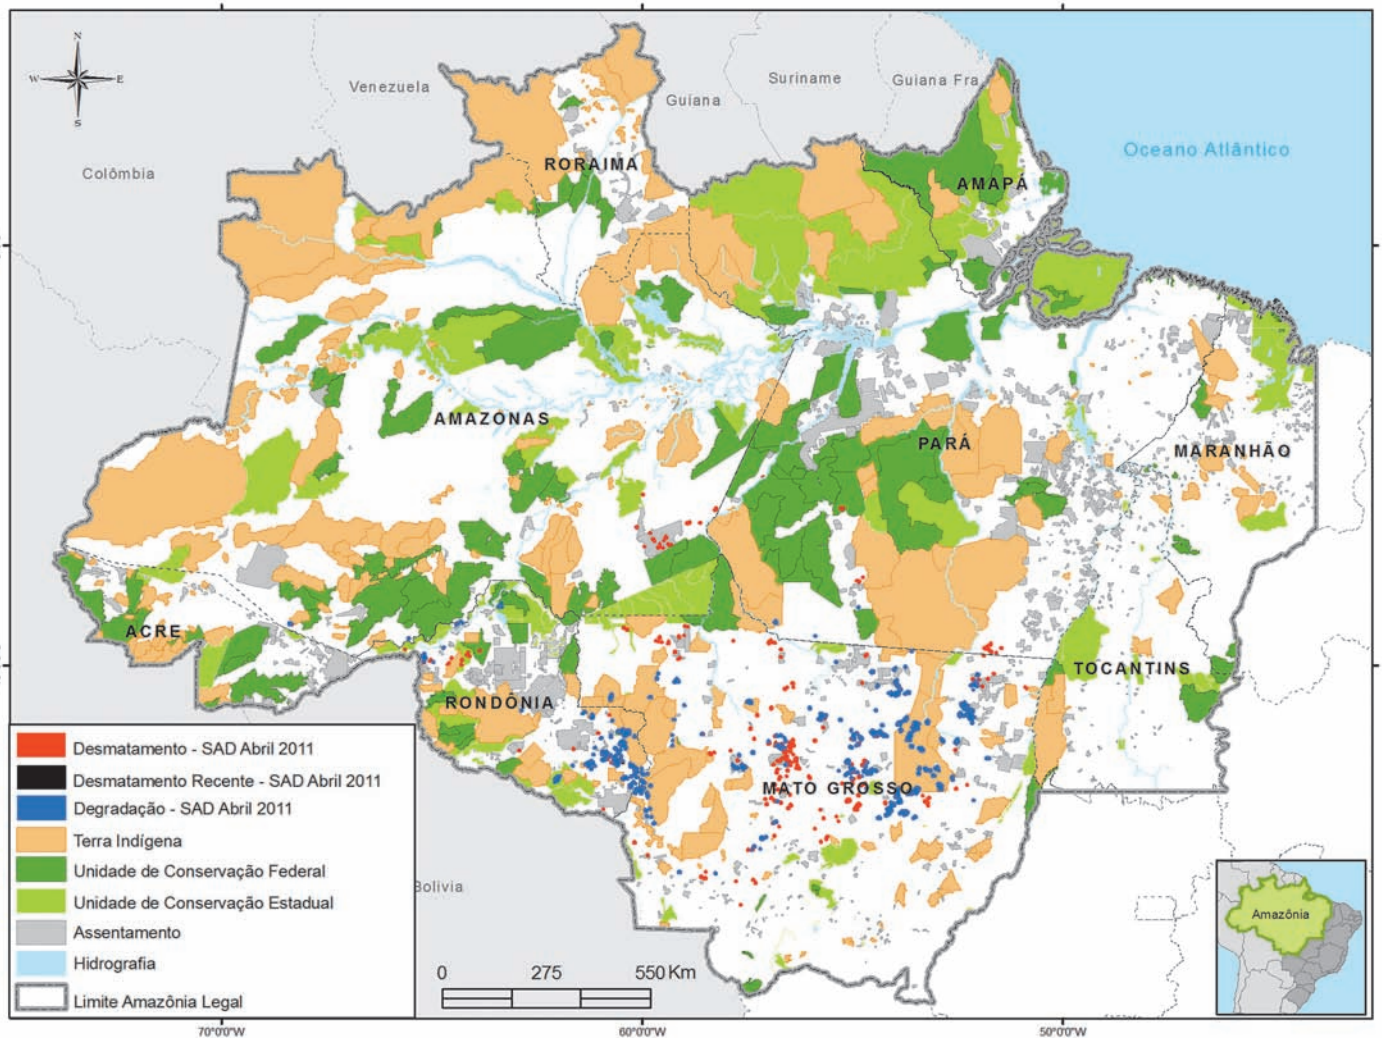 N
W E
S
Venezuela
Suriname
Guiana Fra
Guiana
Colômbia
Oceano Atlântico
RORAIMA
AMAPÁ
AMAZONAS
PARÁ
MARANHÃO
ACRE
TOCANTINS
RONDÔNIA
MATO GROSSO
Bolivia
Desmatamento - SAD Abril 2011
Desmatamento Recente - SAD Abril 2011
Degradação - SAD Abril 2011
Terra Indígena
Unidade de Conservação Federal
Unidade de Conservação Estadual
Assentamento
Hidrografia
Limite Amazônia Legal
0 275 550 Km
Amazônia
70°0'0"W 60°0'0"W 50°0'0"W